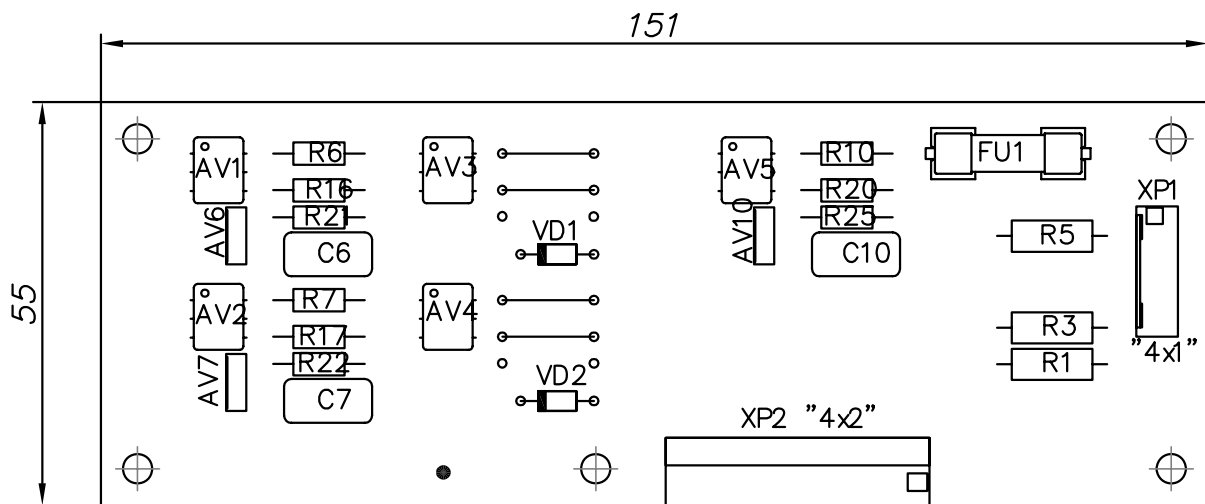 151
AV1
R6
AV3
AV5
R10
FU1
R16
R20
XP1
AV6
R21
AV10
R25
VD1
R5
C6
C10
55
AV2
R7
AV4
R17
R3
"4x1"
AV7
R22
R1
VD2
C7
XP2 "4x2"